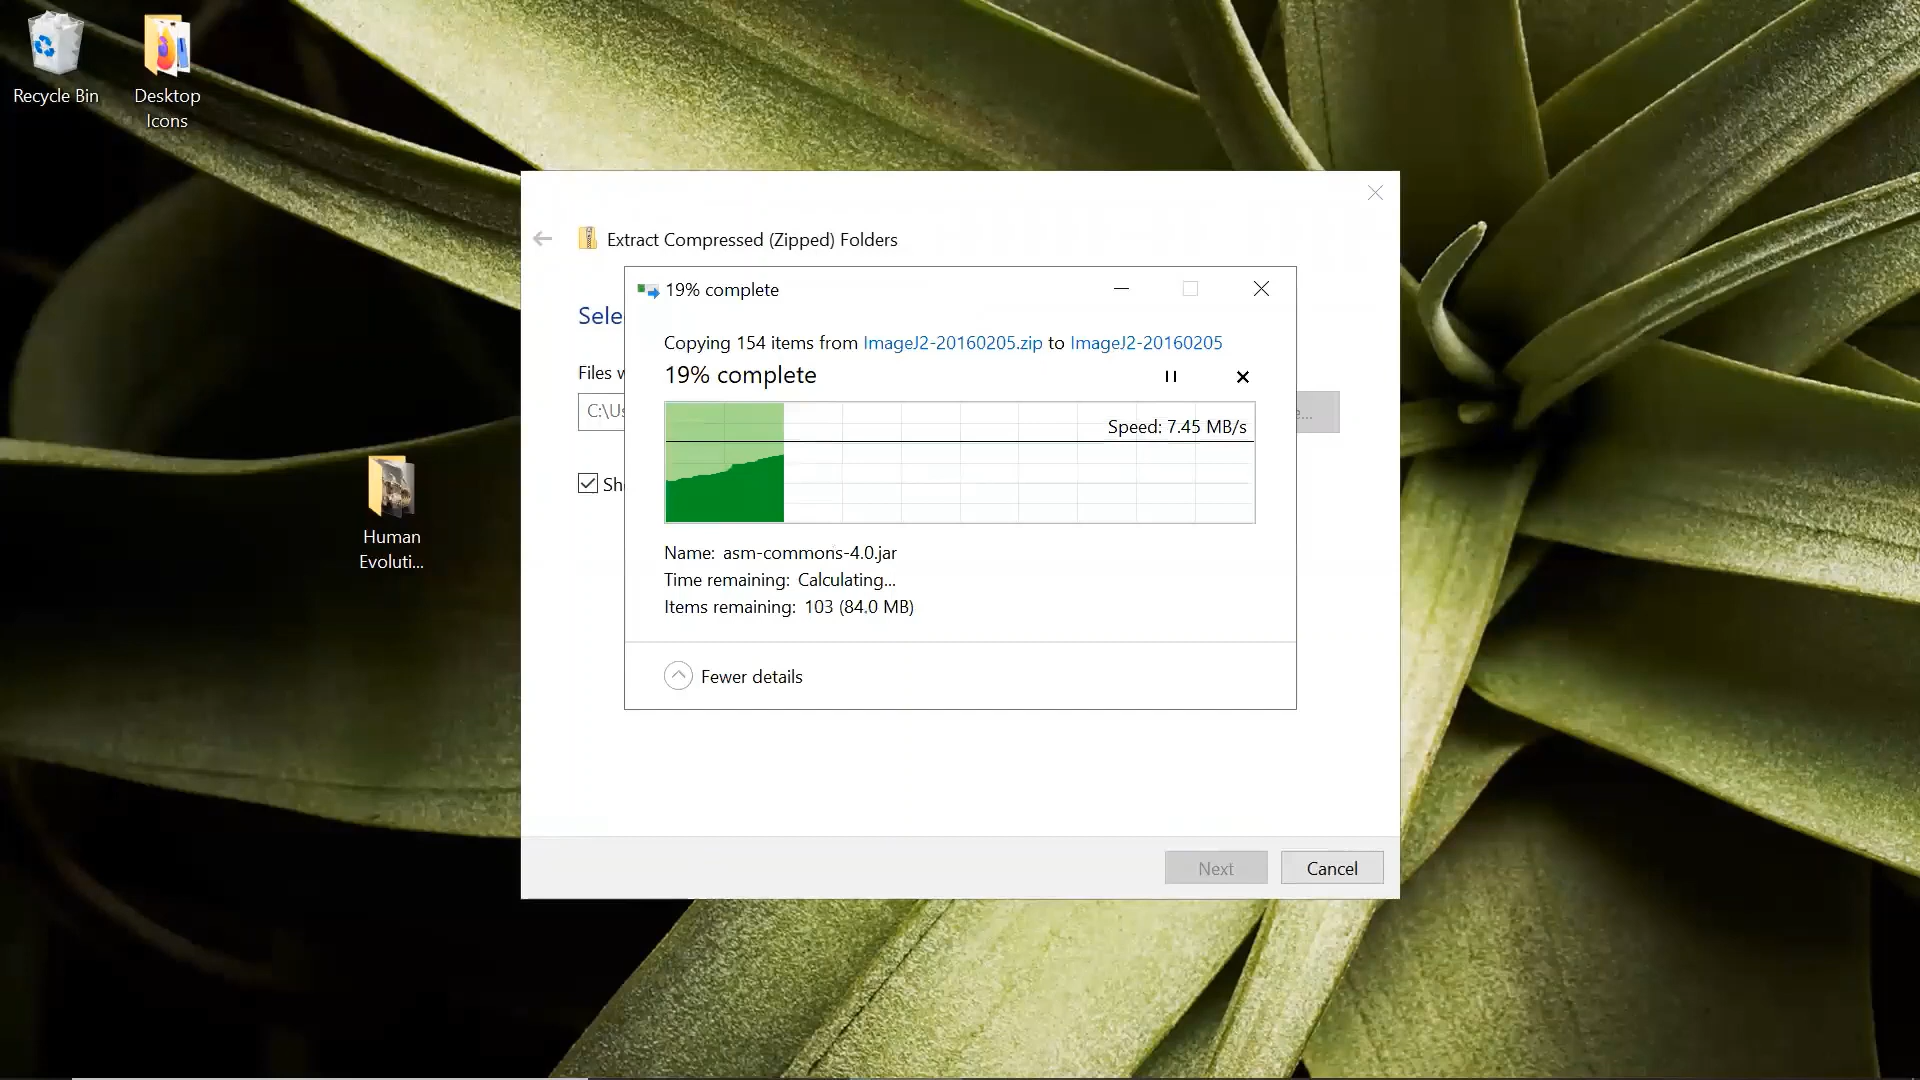 Recycle Bin
Desktop
Icons
Extract Compressed (Zipped) Folders
19% complete
Copying 154 items from ImageJ2-20160205.zip to ImageJ2-20160205
19% complete
Speed: 7.45 MB/s
Files
C:\Us
Name: asm-commons-4.0.jar
Time remaining: Calculating...
Items remaining: 103 (84.0 MB)
Fewer details
Human
Evoluti...
Next
Cancel